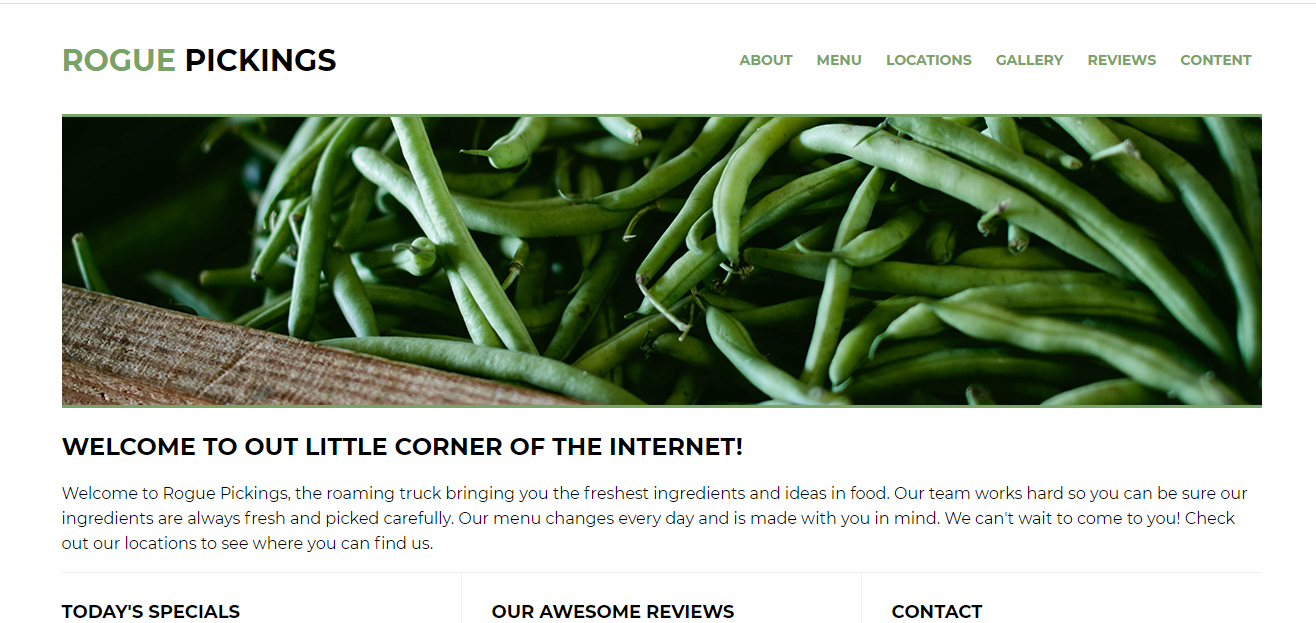 ROGUE PICKINGS
ABOUT MENU LOCATIONS GALLERY REVIEWS CONTENT
WELCOME TO OUT LITTLE CORNER OF THE INTERNET!
Welcome to Rogue Pickings, the roaming truck bringing you the freshest ingredients and ideas in food. Our team works hard so you can be sure our
ingredients are always fresh and picked carefully. Our menu changes every day and is made with you in mind. We can't wait to come to you! Check
out our locations to see where you can find us.
TODAY'S SPECIALS
OUR AWESOME REVIEWS
CONTACT